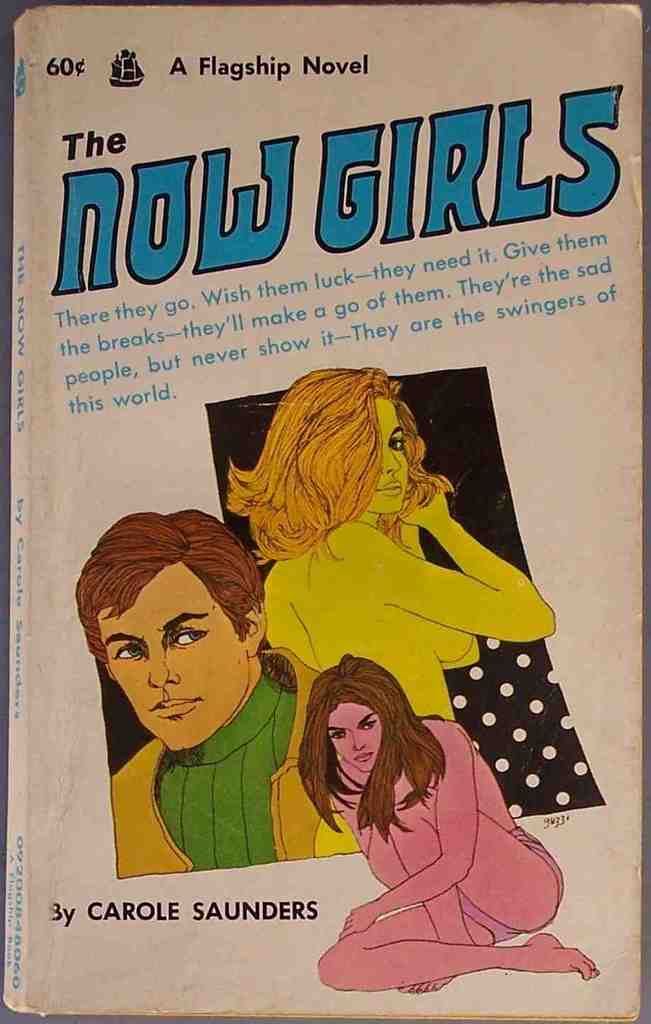 60¢ A Flagship Novel
The
NOW GIRLS
There they go. Wish them luck—they need it. Give them
the breaks—they'll make a go of them. They're the sad
people, but never show it—They are the swingers of
this world.
By CAROLE SAUNDERS
THE NOW GIRLS by Carole Saunders
A Flagship Book